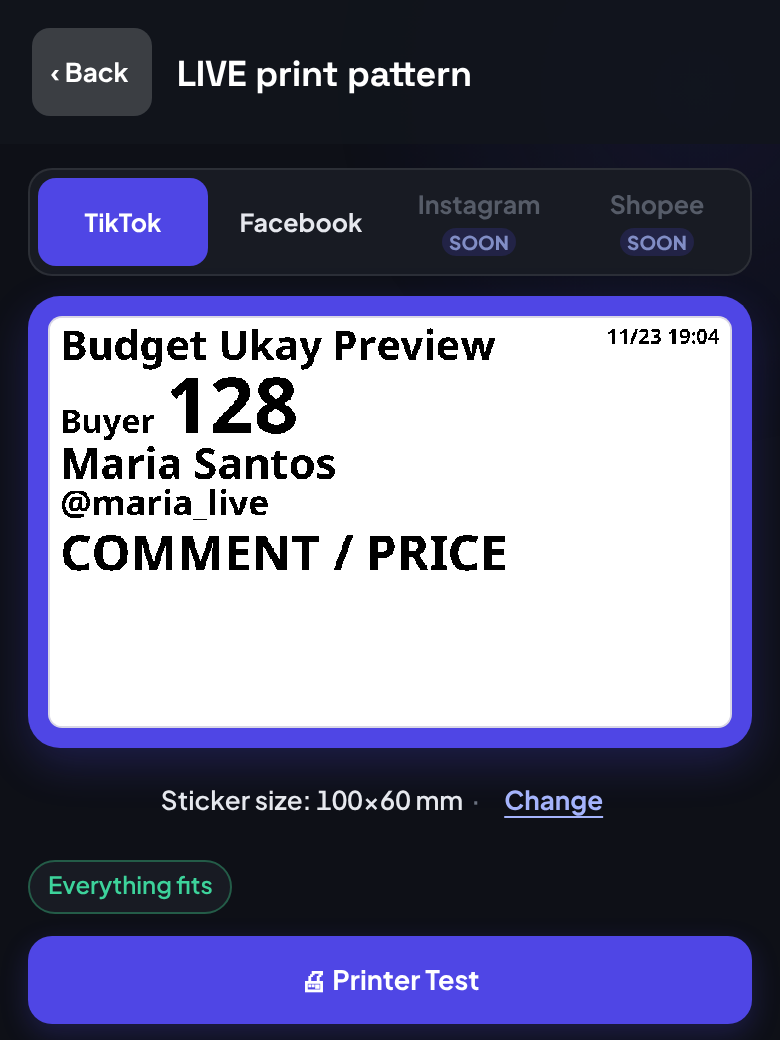 ‹ Back
LIVE print pattern
TikTok
Facebook
Instagram
SOON
Shopee
SOON
Budget Ukay Preview
11/23 19:04
Buyer 128
Maria Santos
@maria_live
COMMENT / PRICE
Sticker size: 100×60 mm · Change
Everything fits
🖨 Printer Test